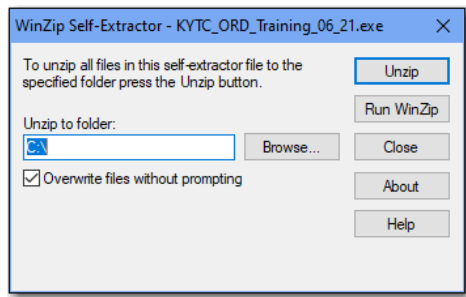 WinZip Self-Extractor - KYTC_ORD_Training_06_21.exe
To unzip all files in this self-extractor file to the
specified folder press the Unzip button.
Unzip to folder:
C:\
Browse...
Overwrite files without prompting
Unzip
Run WinZip
Close
About
Help